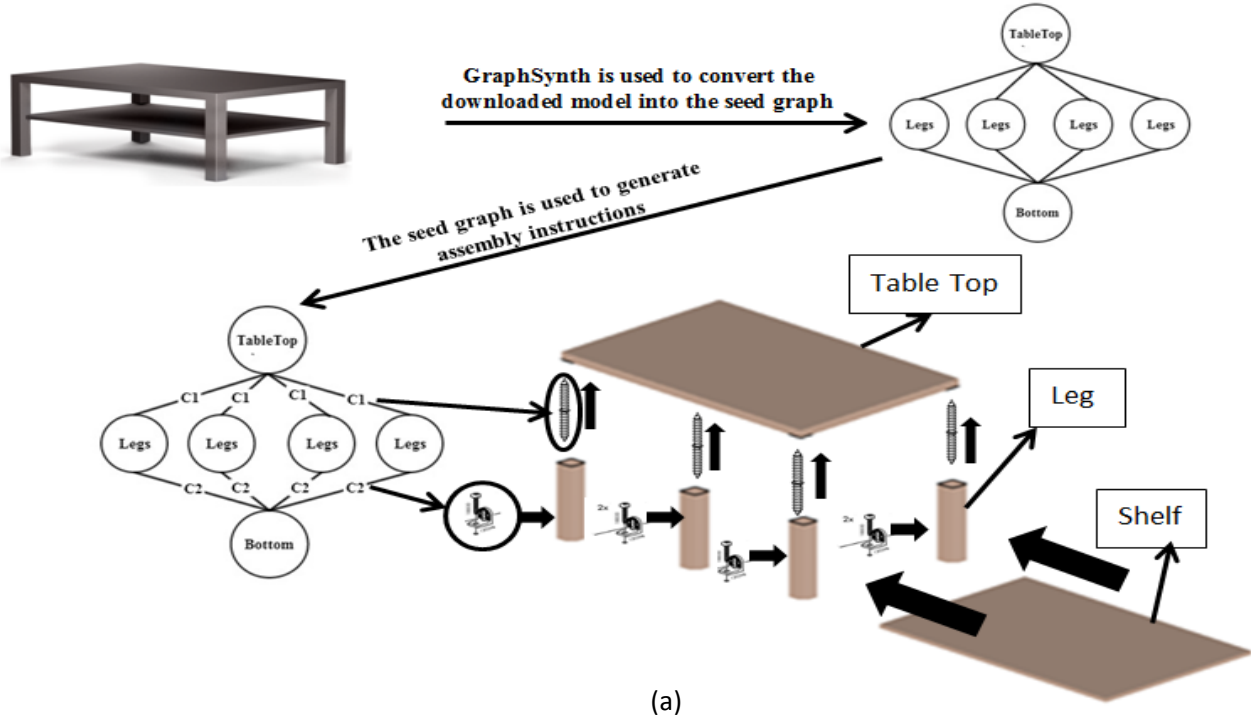 GraphSynth is used to convert the
downloaded model into the seed graph
TableTop
Legs
Legs
Legs
Legs
Bottom
The seed graph is used to generate
assembly instructions
TableTop
C1
C1
C1
C1
Legs
Legs
Legs
Legs
C2
C2
C2
C2
Bottom
Table Top
Leg
Shelf
2x
2x
(a)